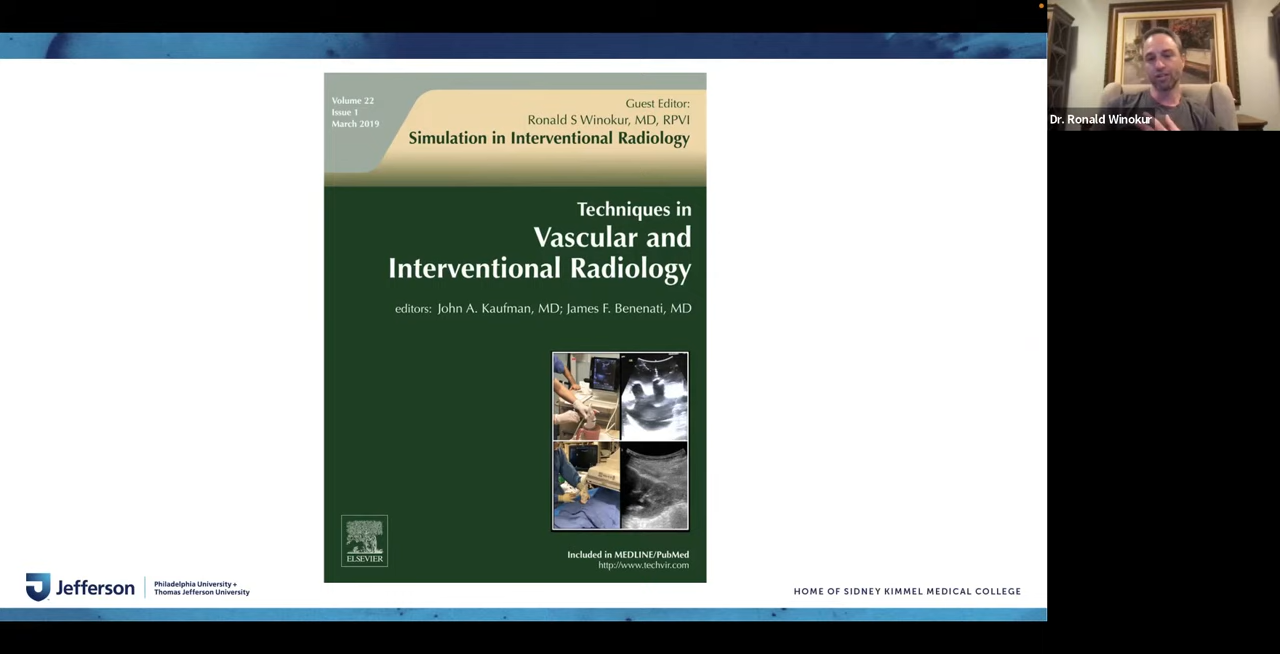 Volume 22
Issue 1
March 2019
Guest Editor:
Ronald S Winokur, MD, RPVI
Simulation in Interventional Radiology
Techniques in
Vascular and
Interventional Radiology
editors: John A. Kaufman, MD; James F. Benenati, MD
ELSEVIER
Included in MEDLINE/PubMed
http://www.techvir.com
Jefferson
Philadelphia University +
Thomas Jefferson University
HOME OF SIDNEY KIMMEL MEDICAL COLLEGE
Dr. Ronald Winokur